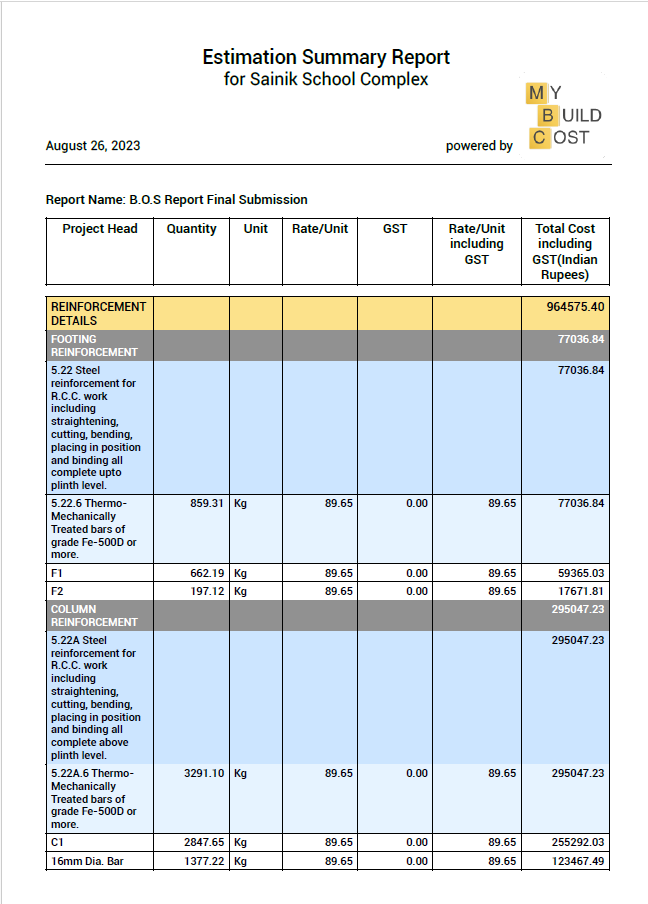 Estimation Summary Report
for Sainik School Complex
MY
BUILD
COST
August 26, 2023
powered by
Report Name: B.O.S Report Final Submission
Project Head Quantity Unit Rate/Unit GST Rate/Unit Total Cost
including including
GST GST(Indian
Rupees)
REINFORCEMENT 964575.40
DETAILS
FOOTING 77036.84
REINFORCEMENT
5.22 Steel 77036.84
reinforcement for
R.C.C. work
including
straightening,
cutting, bending,
placing in position
and binding all
complete upto
plinth level.
5.22.6 Thermo- 859.31 Kg 89.65 0.00 89.65 77036.84
Mechanically
Treated bars of
grade Fe-500D or
more.
F1 662.19 Kg 89.65 0.00 89.65 59365.03
F2 197.12 Kg 89.65 0.00 89.65 17671.81
COLUMN 295047.23
REINFORCEMENT
5.22A Steel 295047.23
reinforcement for
R.C.C. work
including
straightening,
cutting, bending,
placing in position
and binding all
complete above
plinth level.
5.22A.6 Thermo- 3291.10 Kg 89.65 0.00 89.65 295047.23
Mechanically
Treated bars of
grade Fe-500D or
more.
C1 2847.65 Kg 89.65 0.00 89.65 255292.03
16mm Dia. Bar 1377.22 Kg 89.65 0.00 89.65 123467.49